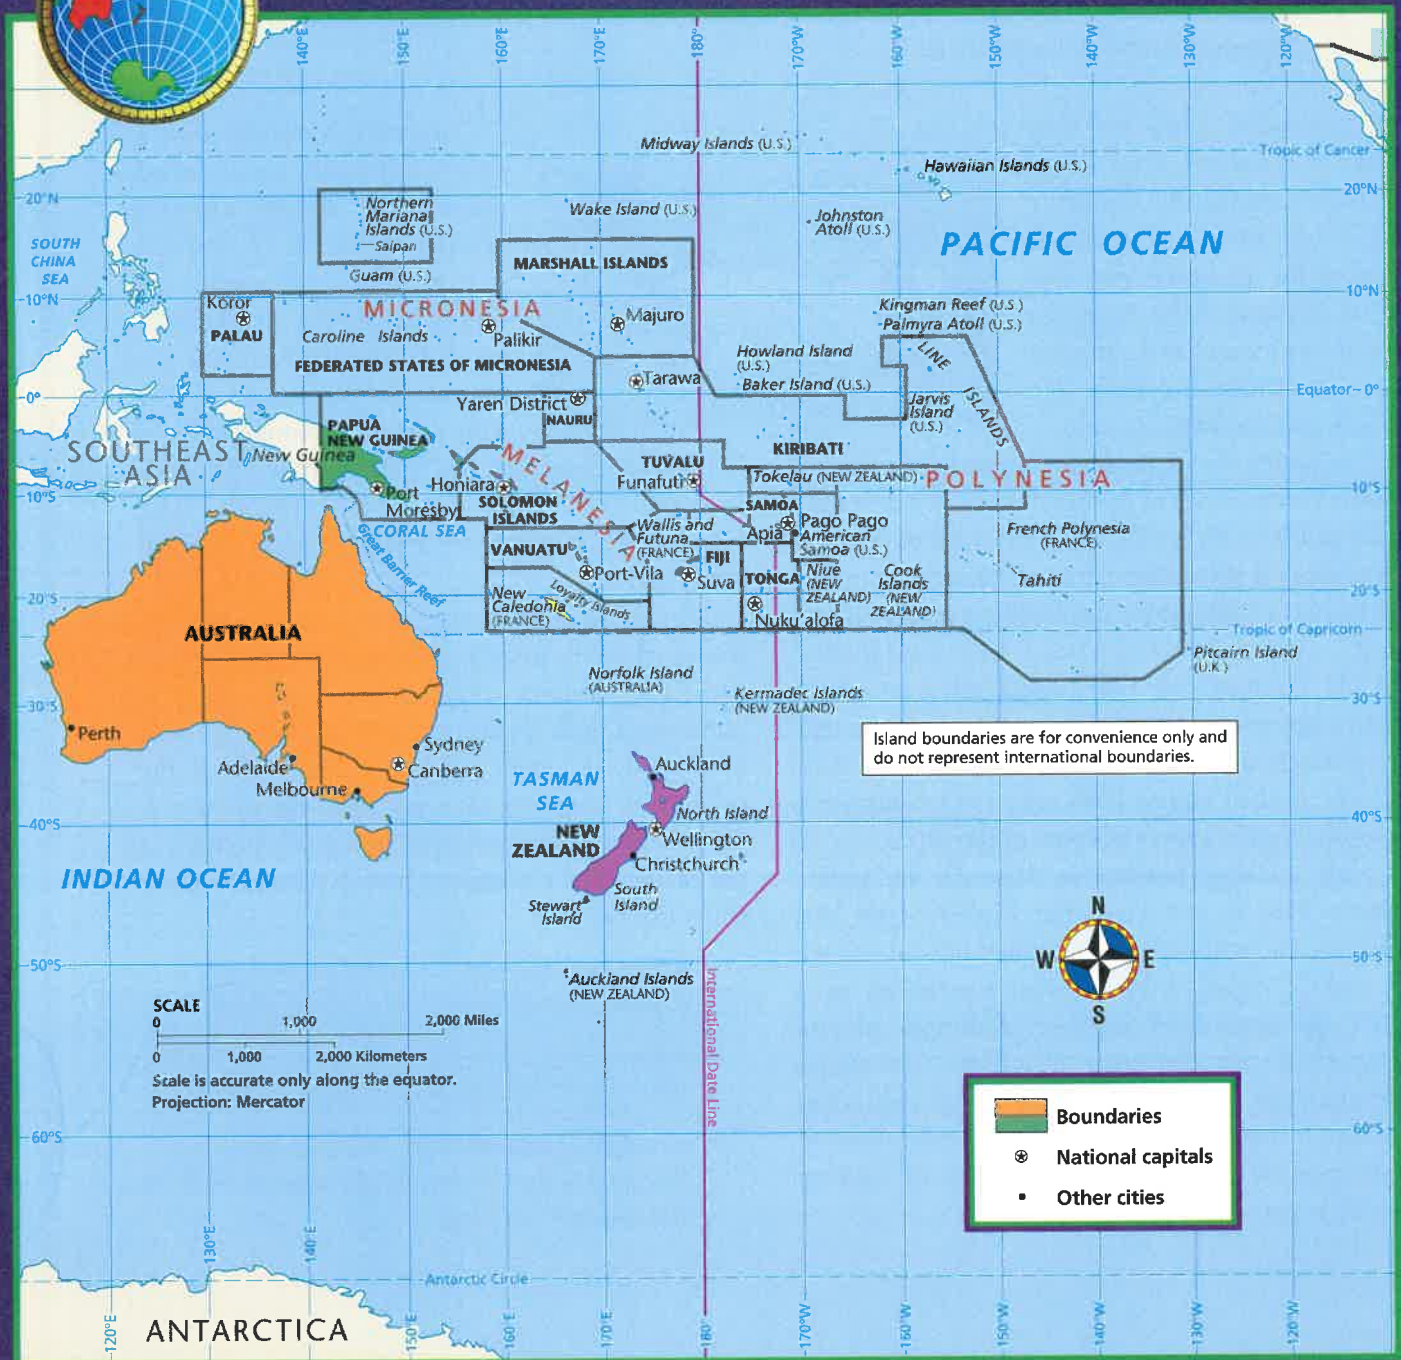 140°E
150°E
160°E
170°E
180°
170°W
160°W
150°W
140°W
130°W
120°W
Midway Islands (U.S.)
Tropic of Cancer
Hawaiian Islands (U.S.)
20°N
20°N
Northern
Mariana
Islands (U.S.)
Saipan
Wake Island (U.S.)
Johnston
Atoll (U.S.)
SOUTH
CHINA
SEA
PACIFIC OCEAN
Guam (U.S.)
MARSHALL ISLANDS
10°N
10°N
Koror
PALAU
MICRONESIA
Caroline Islands
Palikir
Majuro
Kingman Reef (U.S.)
Palmyra Atoll (U.S.)
FEDERATED STATES OF MICRONESIA
Howland Island
(U.S.)
Baker Island (U.S.)
LINE ISLANDS
Tarawa
Equator
0°
0°
Yaren District
NAURU
Jarvis
Island
(U.S.)
PAPUA
NEW GUINEA
New Guinea
SOUTHEAST
ASIA
MELANESIA
KIRIBATI
TUVALU
Funafuti
Tokelau (NEW ZEALAND)
POLYNESIA
10°S
10°S
Port
Moresby
Honiara
SOLOMON
ISLANDS
SAMOA
Apia
Pago Pago
American
Samoa (U.S.)
CORAL SEA
Great Barrier Reef
Wallis and
Futuna
(FRANCE)
French Polynesia
(FRANCE)
VANUATU
Port-Vila
FIJI
Suva
TONGA
Nuku'alofa
Niue
(NEW
ZEALAND)
Cook
Islands
(NEW
ZEALAND)
Tahiti
New
Caledonia
(FRANCE)
Loyalty Islands
20°S
20°S
AUSTRALIA
Tropic of Capricorn
Pitcairn Island
(U.K.)
Norfolk Island
(AUSTRALIA)
Kermadec Islands
(NEW ZEALAND)
30°S
30°S
Perth
Adelaide
Melbourne
Sydney
Canberra
Island boundaries are for convenience only and
do not represent international boundaries.
TASMAN
SEA
Auckland
North Island
NEW
ZEALAND
Wellington
Christchurch
South
Island
Stewart
Island
40°S
40°S
INDIAN OCEAN
N
W
E
S
50°S
50°S
Auckland Islands
(NEW ZEALAND)
International Date Line
SCALE
0
1,000
2,000 Miles
0
1,000
2,000 Kilometers
Scale is accurate only along the equator.
Projection: Mercator
Boundaries
National capitals
Other cities
60°S
60°S
Antarctic Circle
ANTARCTICA
120°E
130°E
140°E
150°E
160°E
170°E
180°
170°W
160°W
150°W
140°W
130°W
120°W